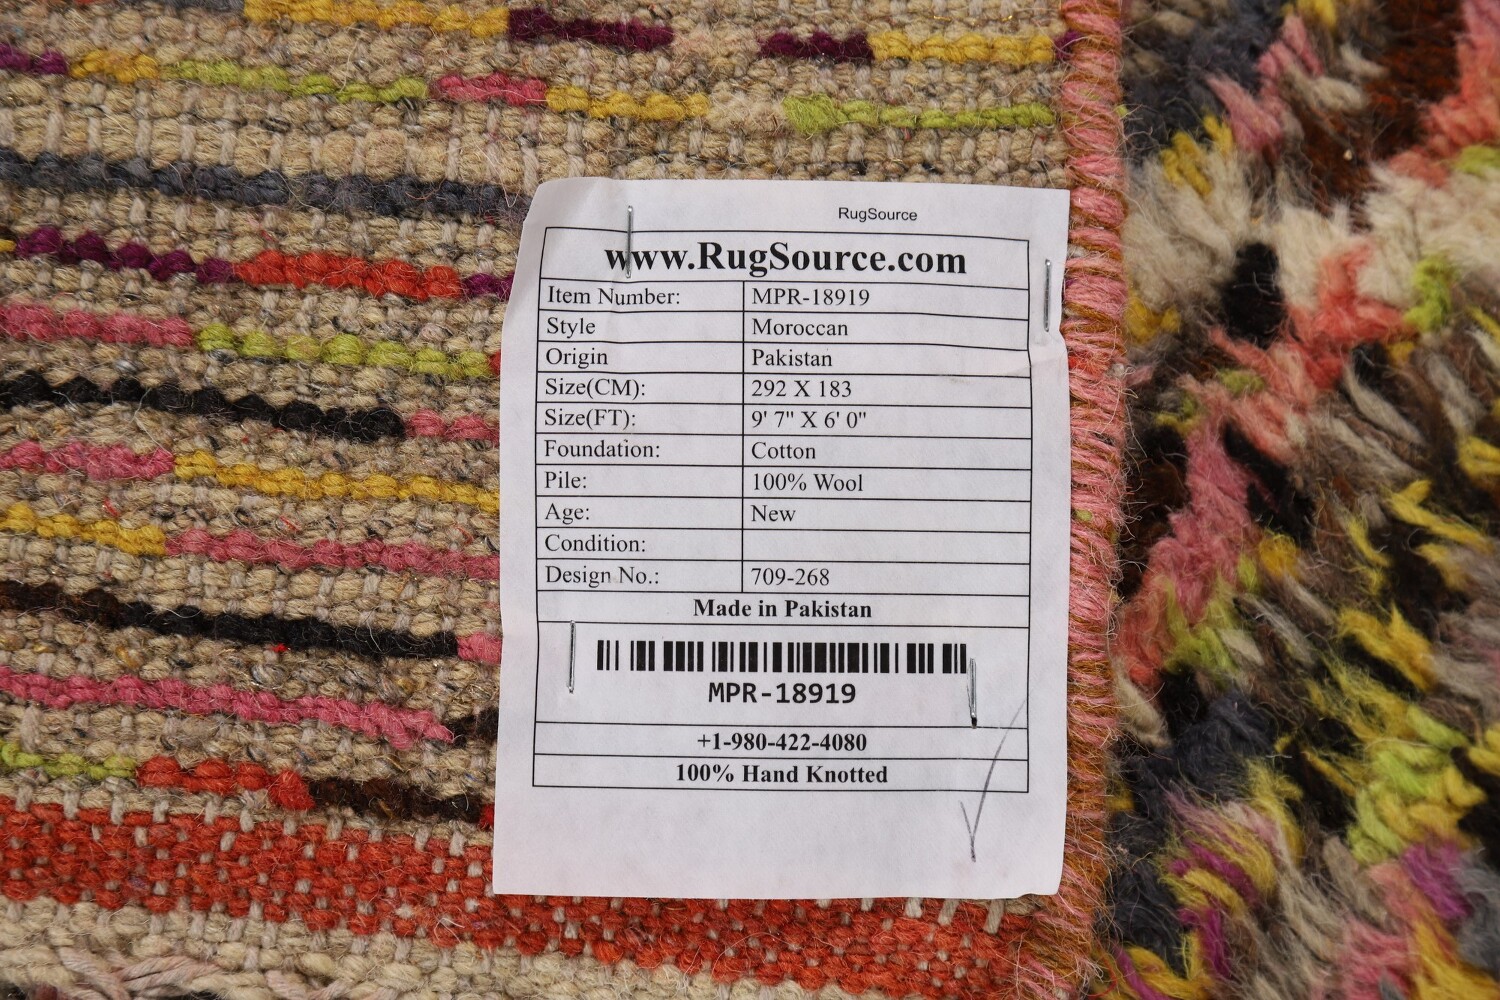 RugSource
www.RugSource.com
Item Number: MPR-18919
Style Moroccan
Origin Pakistan
Size(CM): 292 X 183
Size(FT): 9' 7" X 6' 0"
Foundation: Cotton
Pile: 100% Wool
Age: New
Condition:
Design No.: 709-268
Made in Pakistan
MPR-18919
+1-980-422-4080
100% Hand Knotted